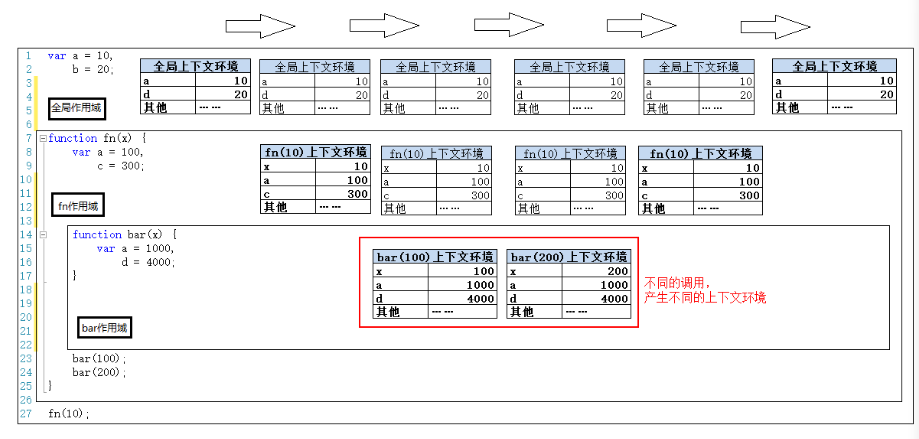 1 var a = 10,
2 b = 20;
3
4
5
6
全局作用域
全局上下文环境
a 10
d 20
其他 … …
全局上下文环境
a 10
d 20
其他 … …
全局上下文环境
a 10
d 20
其他 … …
全局上下文环境
a 10
d 20
其他 … …
全局上下文环境
a 10
d 20
其他 … …
全局上下文环境
a 10
d 20
其他 … …
7 function fn(x) {
8 var a = 100,
9 c = 300;
10
11
12
13
fn作用域
fn(10)上下文环境
x 10
a 100
c 300
其他 … …
fn(10)上下文环境
x 10
a 100
c 300
其他 … …
fn(10)上下文环境
x 10
a 100
c 300
其他 … …
fn(10)上下文环境
x 10
a 100
c 300
其他 … …
14 function bar(x) {
15 var a = 1000,
16 d = 4000;
17 }
18
19
20
21
22
bar作用域
bar(100)上下文环境
x 100
a 1000
d 4000
其他 … …
bar(200)上下文环境
x 200
a 1000
d 4000
其他 … …
不同的调用，
产生不同的上下文环境
23 bar(100);
24 bar(200);
25 }
26
27 fn(10);